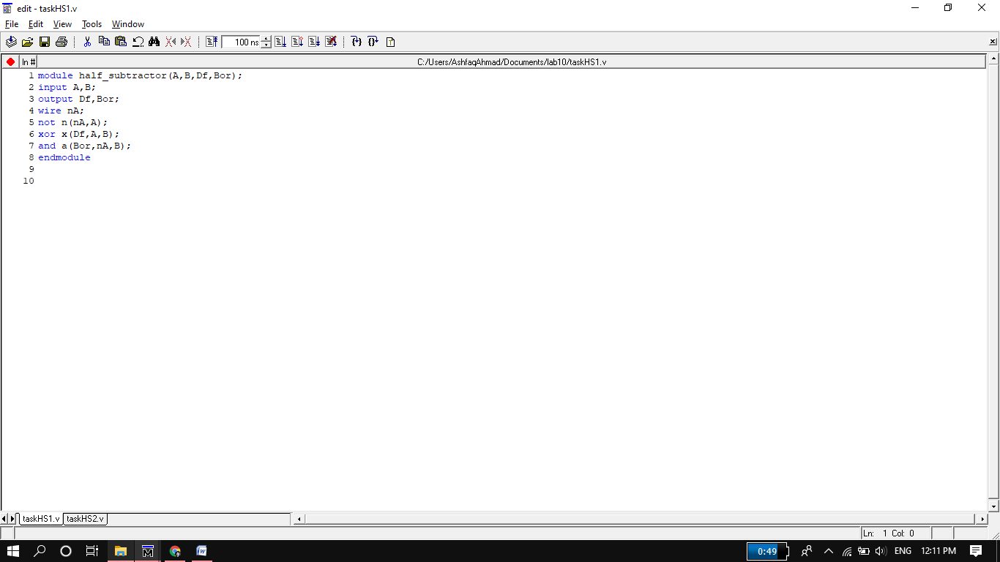 edit - taskHS1.v
File Edit View Tools Window
100 ns
ln # C:/Users/AshfaqAhmad/Documents/lab10/taskHS1.v
1 module half_subtractor(A,B,Df,Bor);
2 input A,B;
3 output Df,Bor;
4 wire nA;
5 not n(nA,A);
6 xor x(Df,A,B);
7 and a(Bor,nA,B);
8 endmodule
9
10
taskHS1.v taskHS2.v
Ln: 1 Col: 0
0:49 ENG 12:11 PM